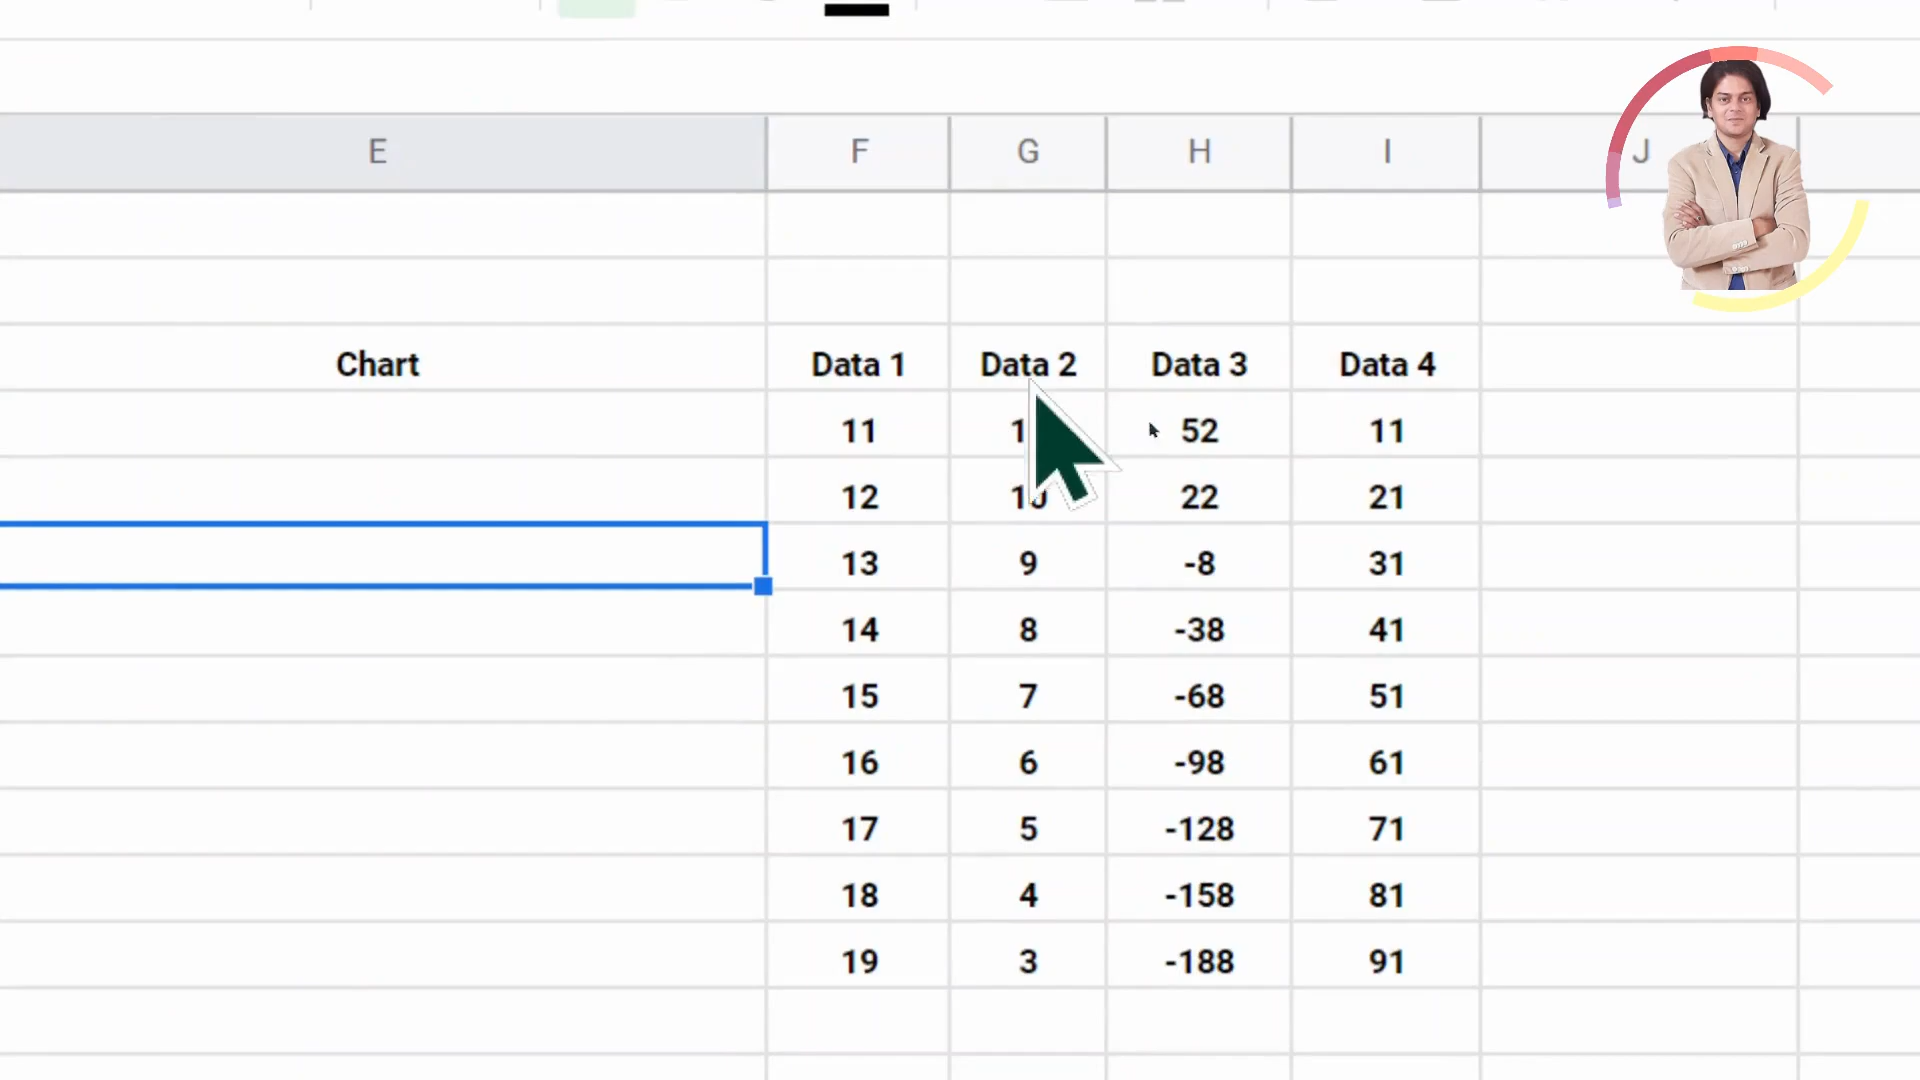 E F G H I J
Chart Data 1 Data 2 Data 3 Data 4
11 52 11
12 10 22 21
13 9 -8 31
14 8 -38 41
15 7 -68 51
16 6 -98 61
17 5 -128 71
18 4 -158 81
19 3 -188 91